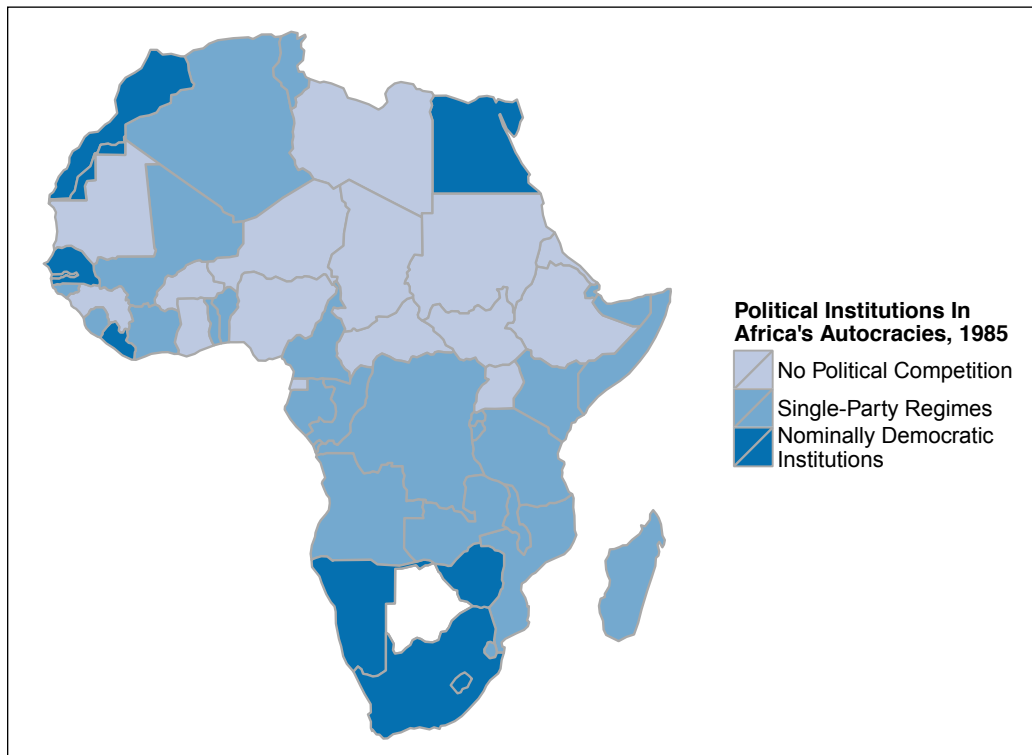 Political Institutions In
Africa's Autocracies, 1985
No Political Competition
Single-Party Regimes
Nominally Democratic
Institutions